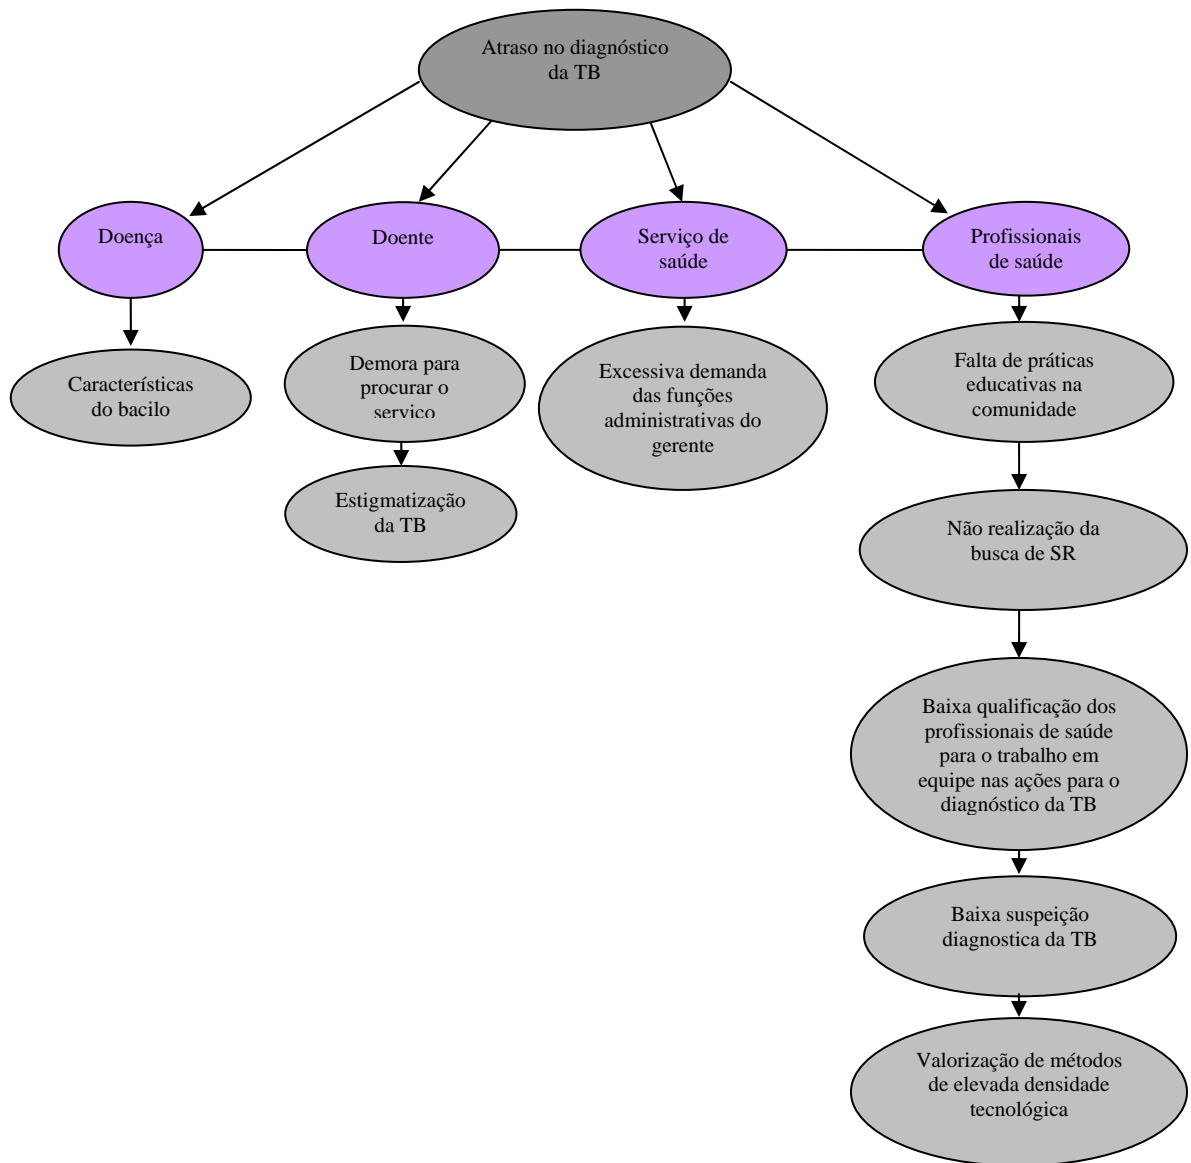 Atraso no diagnóstico
da TB
Doença
Doente
Serviço de
saúde
Profissionais
de saúde
Características
do bacilo
Demora para
procurar o
serviço
Estigmatização
da TB
Excessiva demanda
das funções
administrativas do
gerente
Falta de práticas
educativas na
comunidade
Não realização da
busca de SR
Baixa qualificação dos
profissionais de saúde
para o trabalho em
equipe nas ações para o
diagnóstico da TB
Baixa suspeição
diagnostica da TB
Valorização de métodos
de elevada densidade
tecnológica